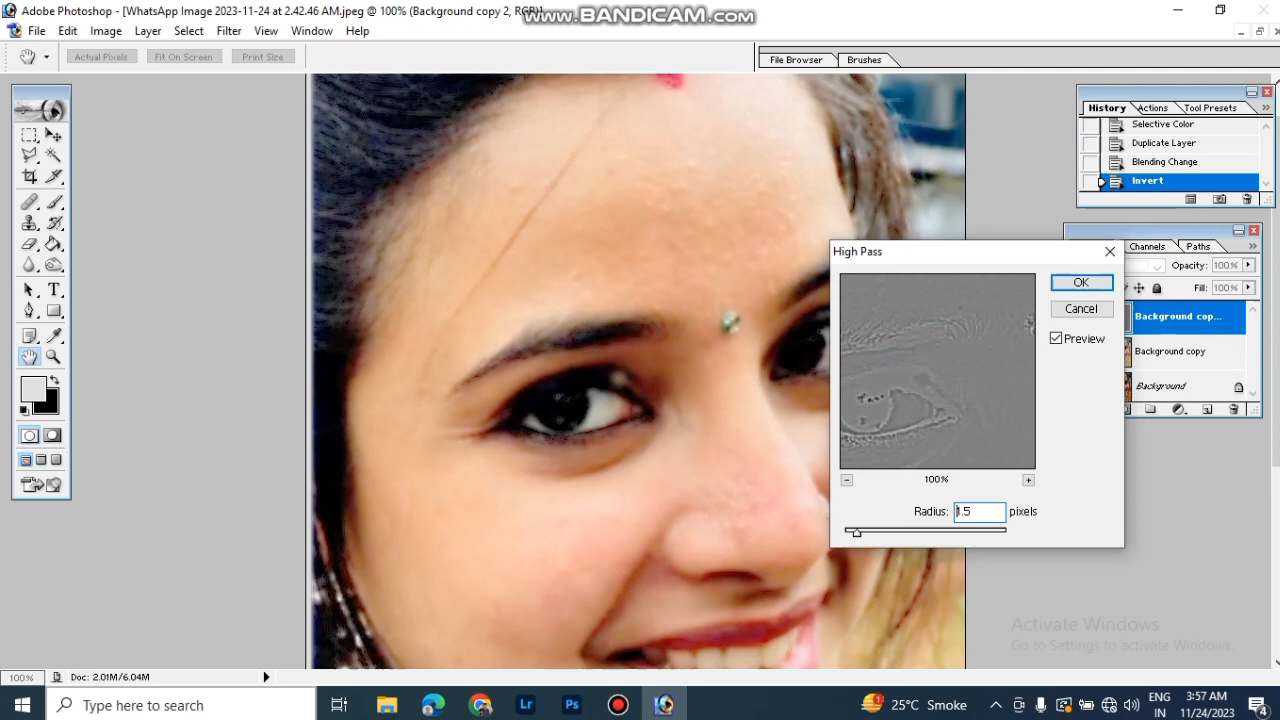 Adobe Photoshop - [WhatsApp Image 2023-11-24 at 2.42.46 AM.jpeg @ 100% (Background copy 2, RGB)]
www.BANDICAM.com
File Edit Image Layer Select Filter View Window Help
Actual Pixels Fit On Screen Print Size
File Browser Brushes
History Actions Tool Presets
Selective Color
Duplicate Layer
Blending Change
Invert
Channels Paths
Opacity: 100%
Fill: 100%
Background cop...
Background copy
Background
High Pass
OK
Cancel
Preview
100%
Radius: 1.5 pixels
Activate Windows
Go to Settings to activate Windows.
100% Doc: 2.01M/6.04M
Type here to search
Lr
Ps
25°C Smoke
ENG
IN
3:57 AM
11/24/2023
4